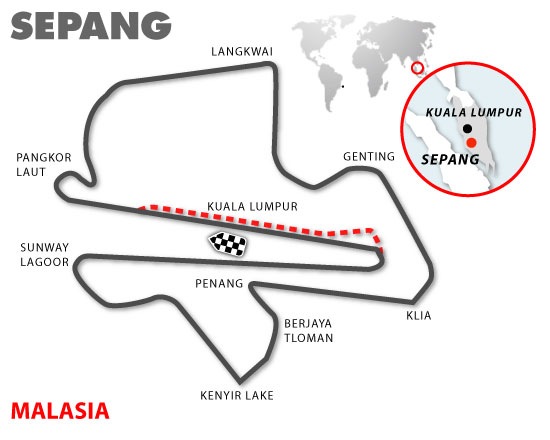 SEPANG
LANGKWAI
KUALA LUMPUR
SEPANG
GENTING
PANGKOR
LAUT
KUALA LUMPUR
SUNWAY
LAGOOR
PENANG
KLIA
BERJAYA
TLOMAN
KENYIR LAKE
MALASIA